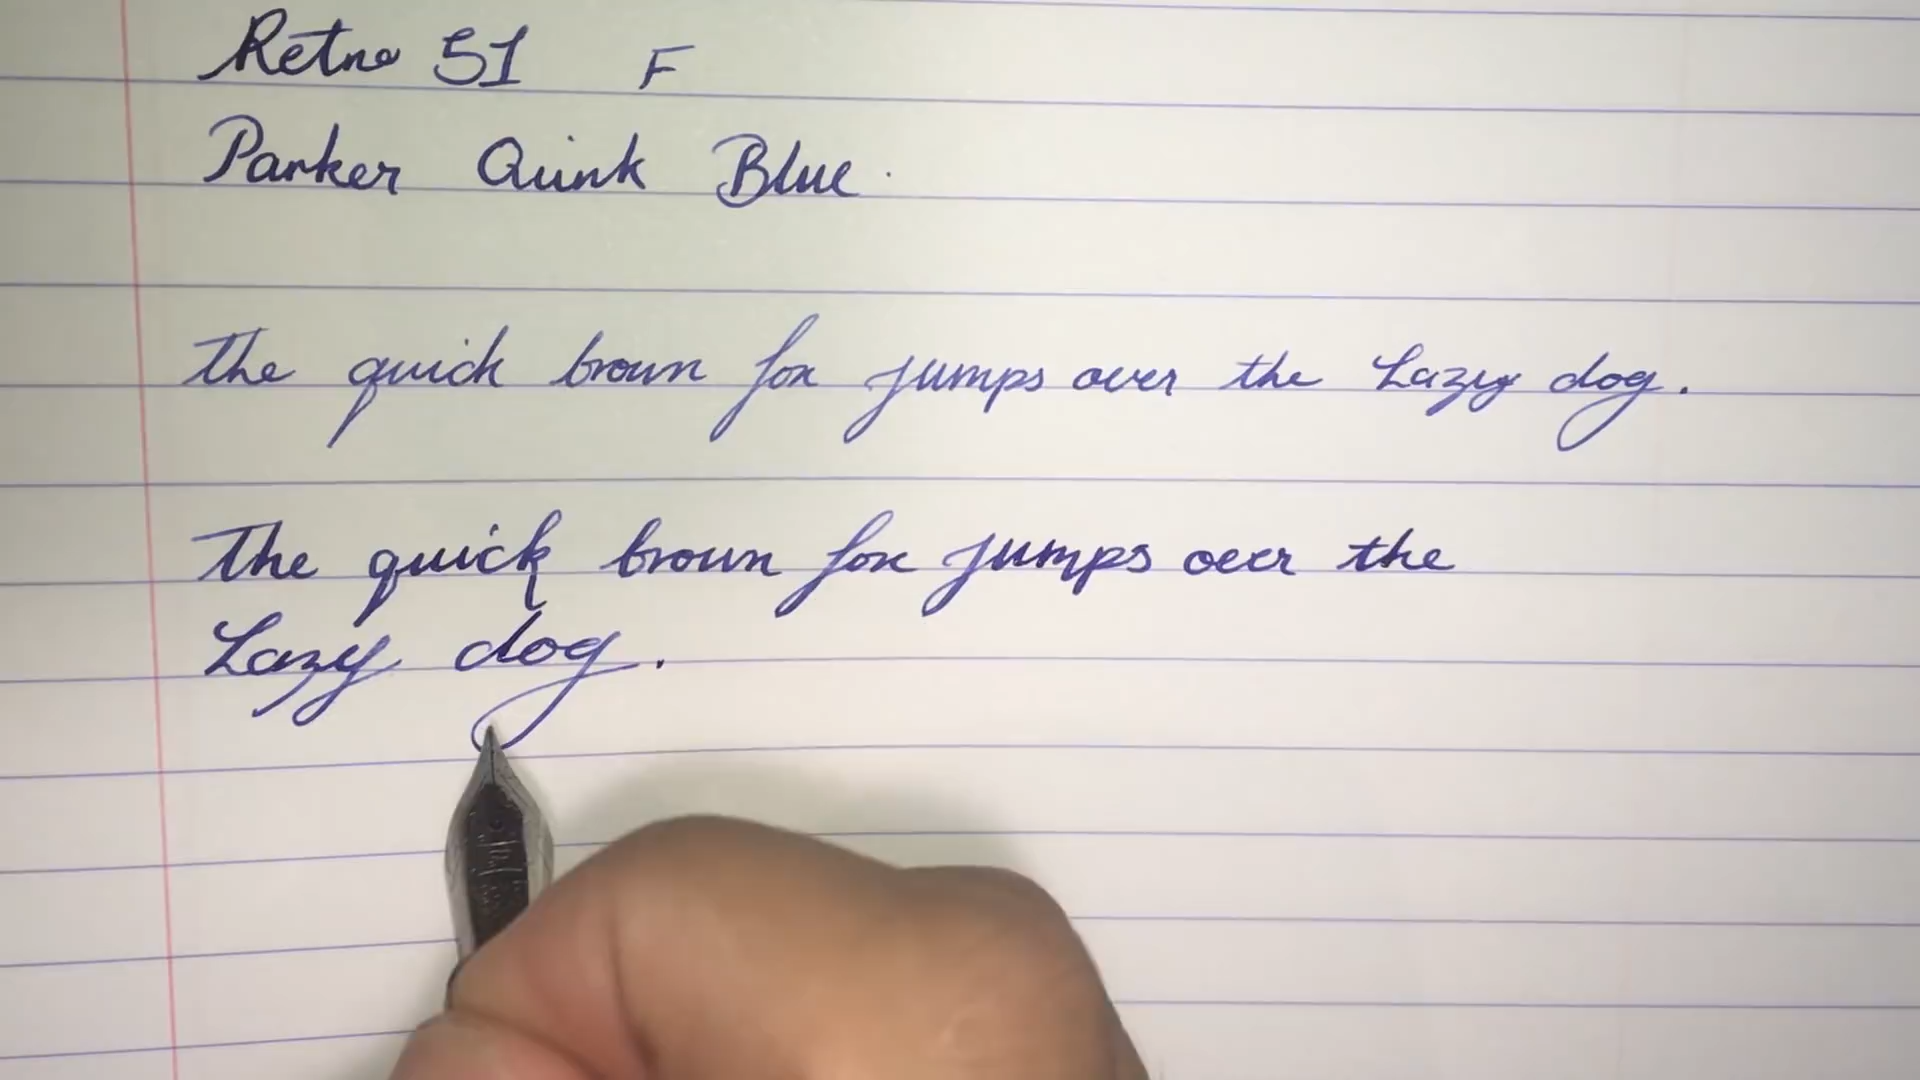 Retro 51 F
Parker Quink Blue.
The quick brown fox jumps over the Lazy dog.
The quick brown fox jumps over the
Lazy dog.